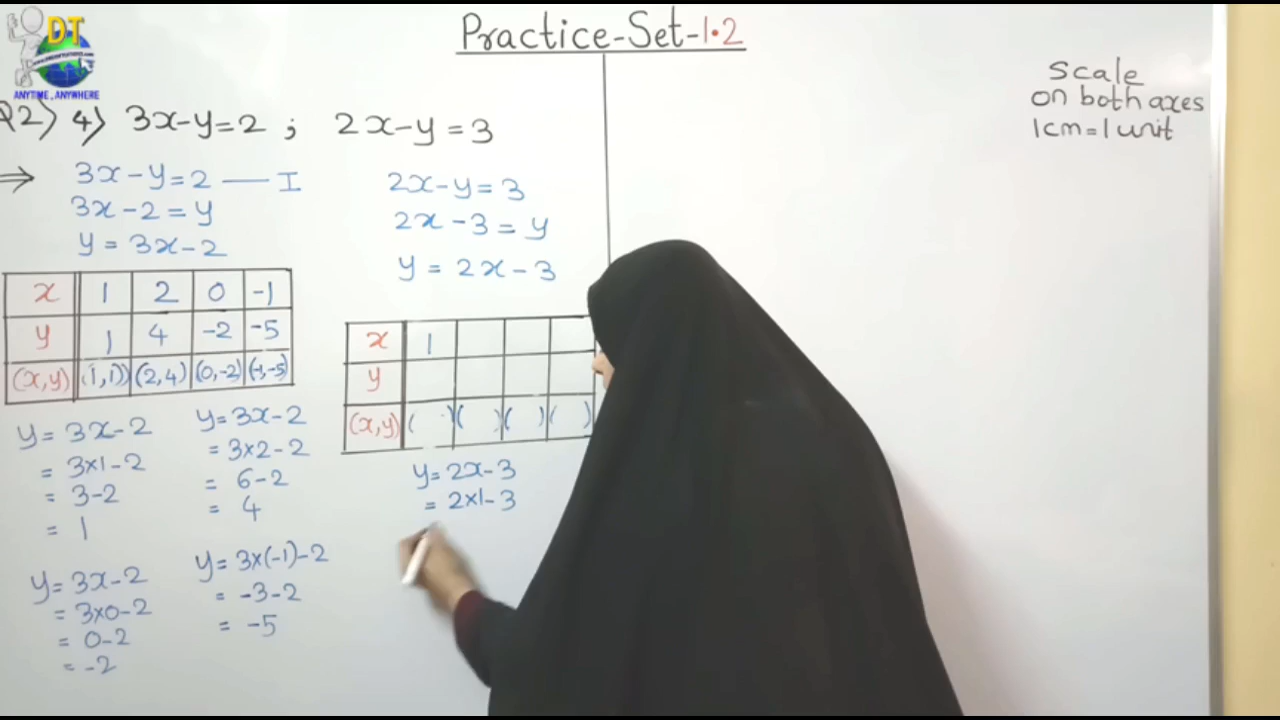 DT
ANYTIME, ANYWHERE
Practice-Set-1.2
Scale
on both axes
1cm=1unit
Q2) 4) 3x-y=2 ; 2x-y=3
⇒ 3x-y=2 — I
3x-2=y
y=3x-2
x 1 2 0 -1
y 1 4 -2 -5
(x,y) (1,1) (2,4) (0,-2) (-1,-5)
y=3x-2
=3x1-2
=3-2
=1
y=3x-2
=3x2-2
=6-2
=4
y=3x-2
=3x0-2
=0-2
=-2
y=3x(-1)-2
=-3-2
=-5
2x-y=3
2x-3=y
y=2x-3
x 1
y
(x,y) ( ) ( ) ( ) ( )
y=2x-3
=2x1-3